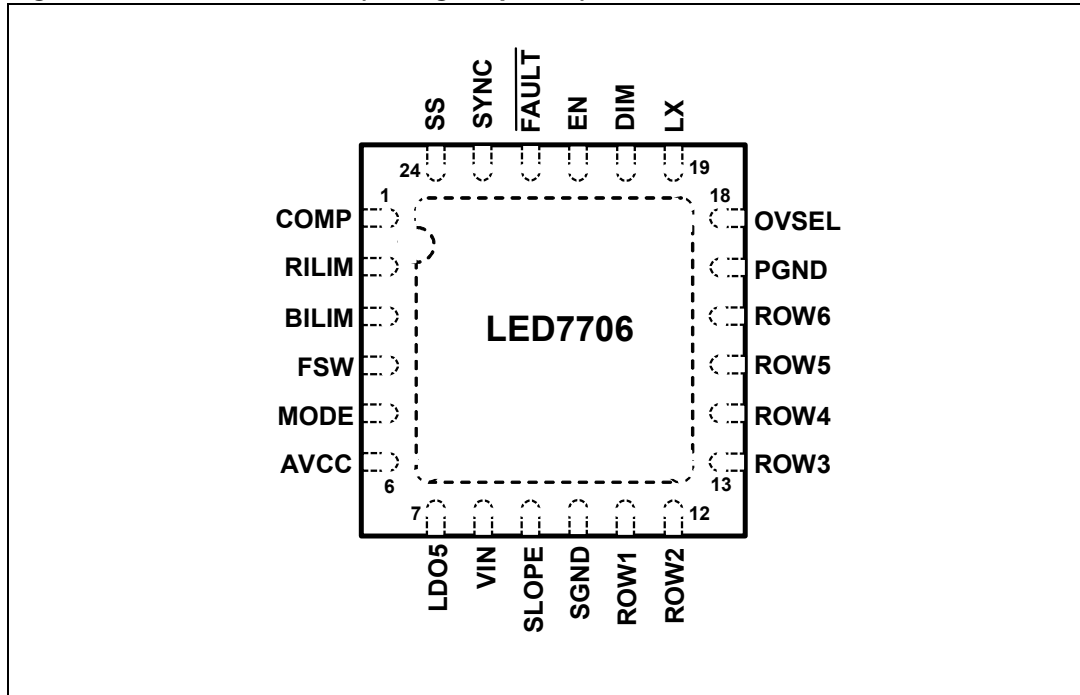 SS
SYNC
FAULT
EN
DIM
LX
24
19
1
18
COMP
OVSEL
RILIM
PGND
BILIM
ROW6
LED7706
FSW
ROW5
MODE
ROW4
AVCC
ROW3
6
13
7
12
LDO5
VIN
SLOPE
SGND
ROW1
ROW2